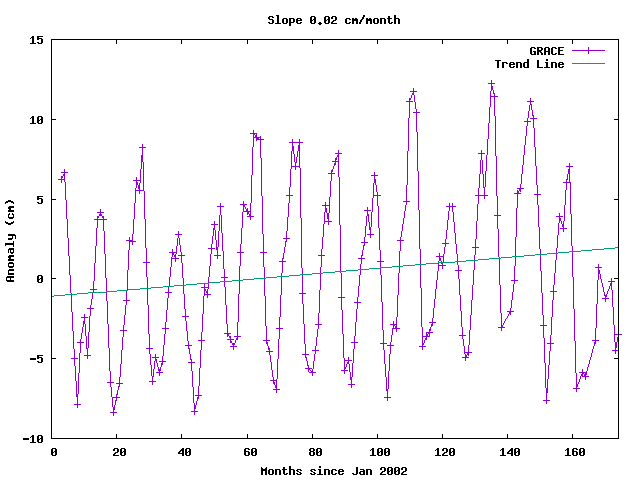 Slope 0.02 cm/month
GRACE
Trend Line
Anomaly (cm)
15
10
5
0
-5
-10
0 20 40 60 80 100 120 140 160
Months since Jan 2002